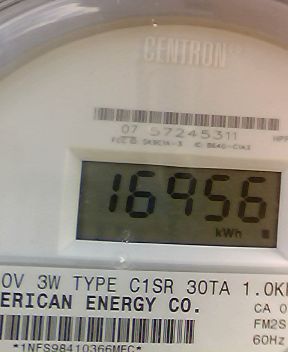 CENTRON
07 57245311
16956
kWh
0V 3W TYPE C1SR 30TA 1.0K
ERICAN ENERGY CO.
CA 0
FM2S
60Hz
*1NFS98410366MFC*